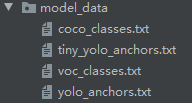 model_data
coco_classes.txt
tiny_yolo_anchors.txt
voc_classes.txt
yolo_anchors.txt